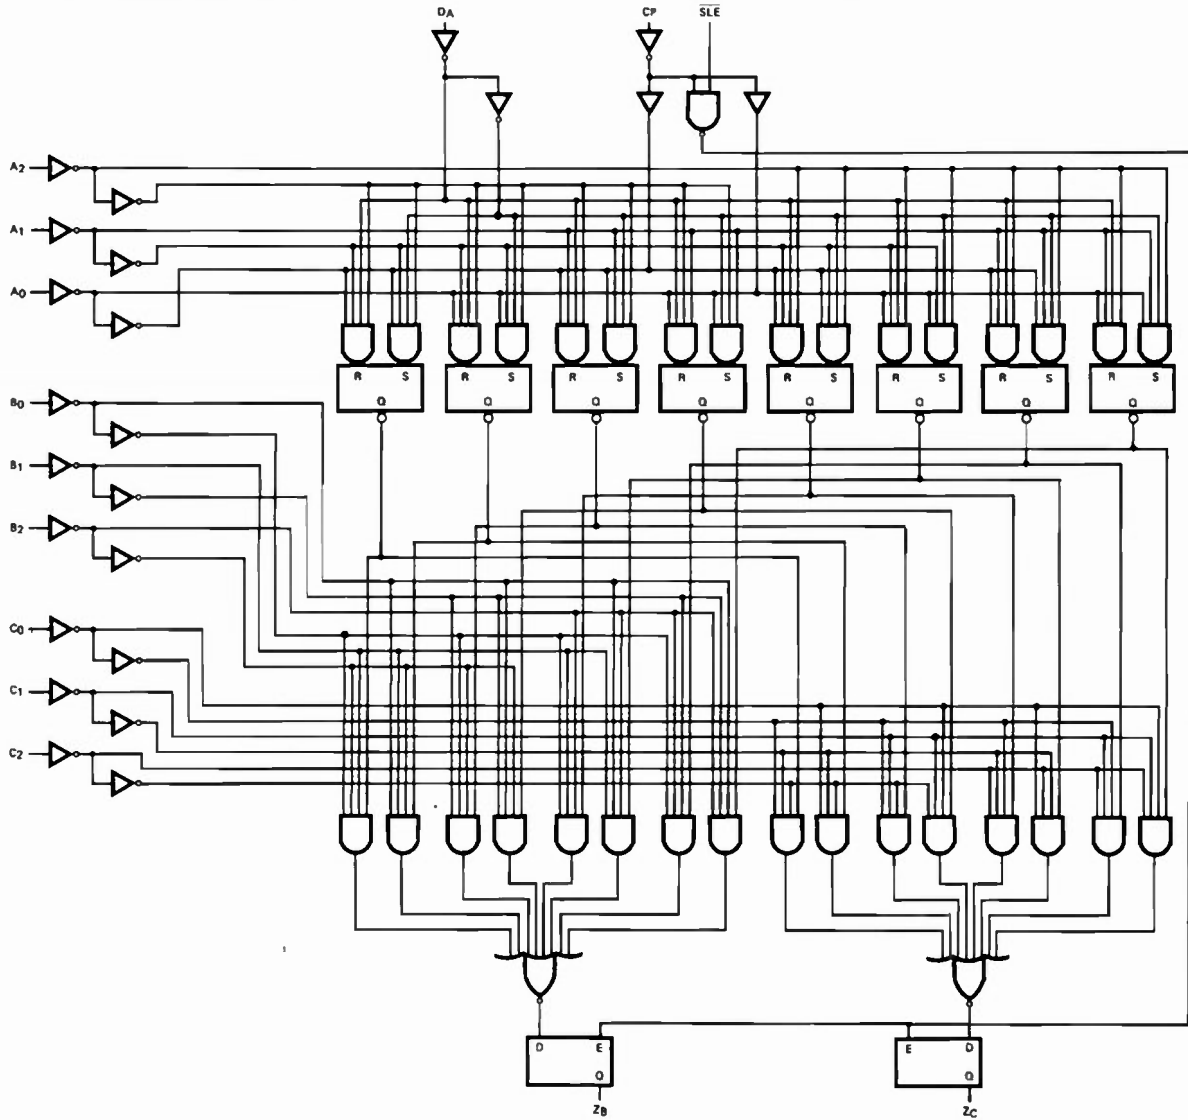 DA CP SLE
A2
A1
A0
R S R S R S R S R S R S R S R S
Q Q Q Q Q Q Q Q
B0
B1
B2
C0
C1
C2
D E E D
Q Q
ZB ZC